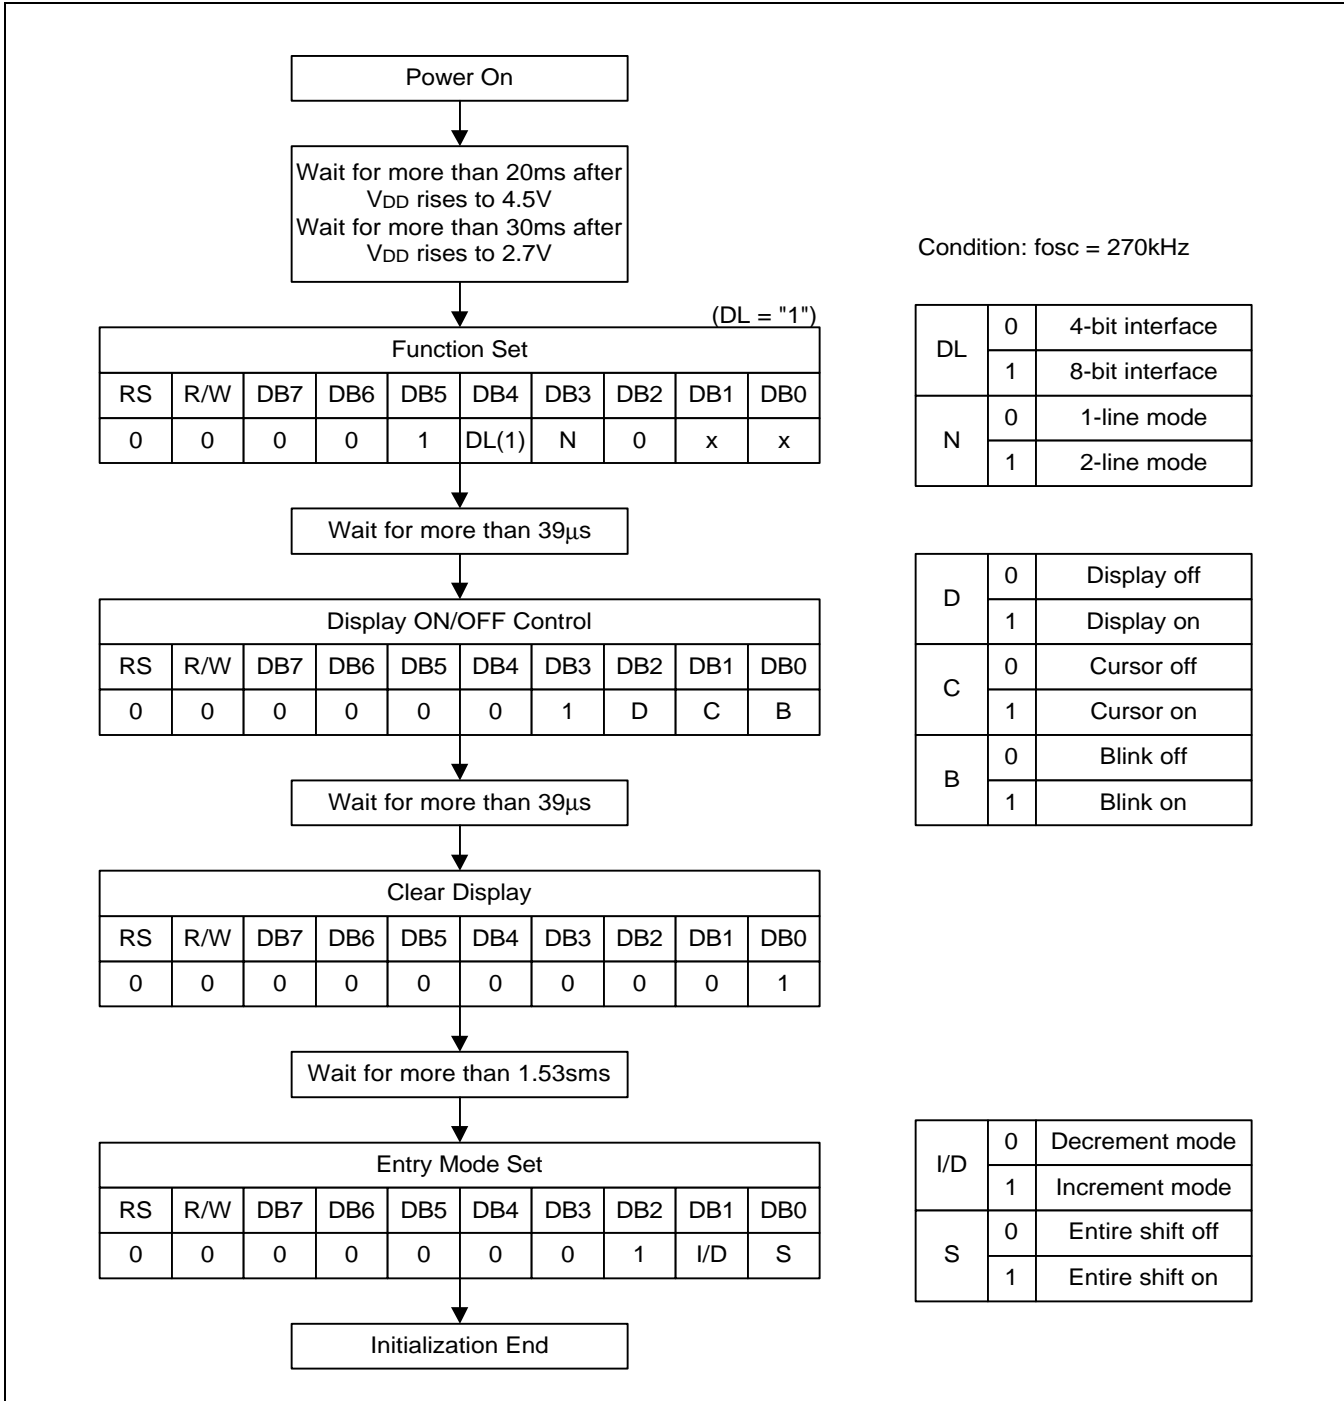 Power On
Wait for more than 20ms after
VDD rises to 4.5V
Wait for more than 30ms after
VDD rises to 2.7V
Condition: fosc = 270kHz
(DL = "1")
Function Set
RS R/W DB7 DB6 DB5 DB4 DB3 DB2 DB1 DB0
0 0 0 0 1 DL(1) N 0 x x
DL 0 4-bit interface
1 8-bit interface
N 0 1-line mode
1 2-line mode
Wait for more than 39μs
Display ON/OFF Control
RS R/W DB7 DB6 DB5 DB4 DB3 DB2 DB1 DB0
0 0 0 0 0 0 1 D C B
D 0 Display off
1 Display on
C 0 Cursor off
1 Cursor on
B 0 Blink off
1 Blink on
Wait for more than 39μs
Clear Display
RS R/W DB7 DB6 DB5 DB4 DB3 DB2 DB1 DB0
0 0 0 0 0 0 0 0 0 1
Wait for more than 1.53sms
Entry Mode Set
RS R/W DB7 DB6 DB5 DB4 DB3 DB2 DB1 DB0
0 0 0 0 0 0 0 1 I/D S
I/D 0 Decrement mode
1 Increment mode
S 0 Entire shift off
1 Entire shift on
Initialization End